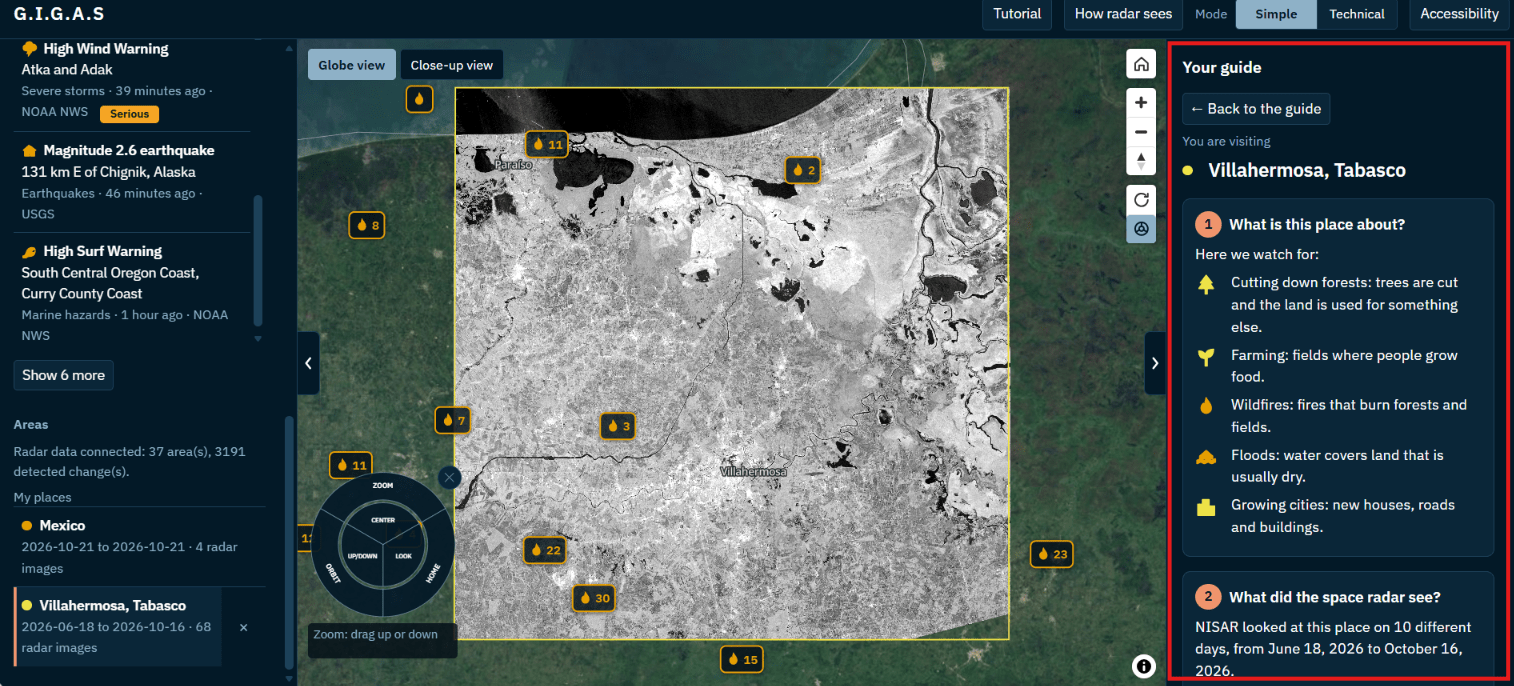 G.I.G.A.S
Tutorial
How radar sees
Mode
Simple
Technical
Accessibility
High Wind Warning
Atka and Adak
Severe storms · 39 minutes ago ·
NOAA NWS Serious
Magnitude 2.6 earthquake
131 km E of Chignik, Alaska
Earthquakes · 46 minutes ago ·
USGS
High Surf Warning
South Central Oregon Coast,
Curry County Coast
Marine hazards · 1 hour ago · NOAA
NWS
Show 6 more
Areas
Radar data connected: 37 area(s), 3191
detected change(s).
My places
Mexico
2026-10-21 to 2026-10-21 · 4 radar
images
Villahermosa, Tabasco
2026-06-18 to 2026-10-16 · 68
radar images
×
Globe view
Close-up view
11
Paraíso
2
8
7
3
Villahermosa
11
22
23
30
15
ZOOM
CENTER
UP/DOWN
LOOK
ORBIT
HOME
Zoom: drag up or down
Your guide
← Back to the guide
You are visiting
Villahermosa, Tabasco
1 What is this place about?
Here we watch for:
Cutting down forests: trees are cut
and the land is used for something
else.
Farming: fields where people grow
food.
Wildfires: fires that burn forests and
fields.
Floods: water covers land that is
usually dry.
Growing cities: new houses, roads
and buildings.
2 What did the space radar see?
NISAR looked at this place on 10 different
days, from June 18, 2026 to October 16,
2026.